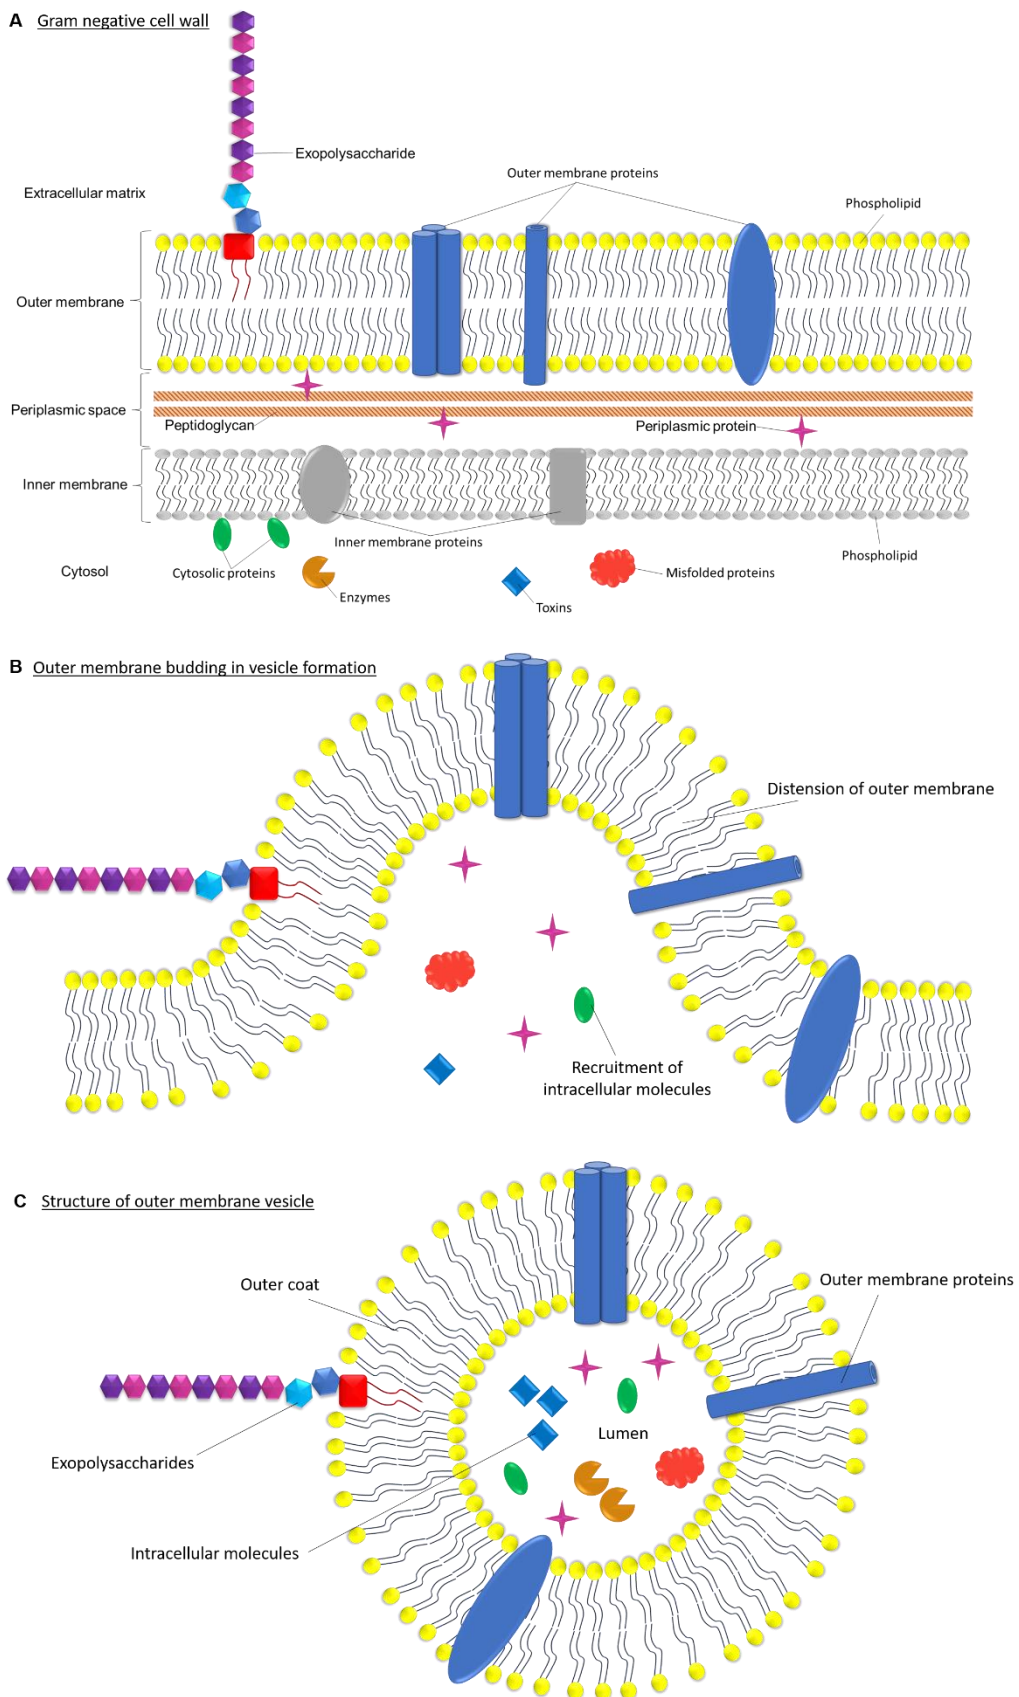 A Gram negative cell wall
Exopolysaccharide
Outer membrane proteins
Extracellular matrix
Phospholipid
Outer membrane
Periplasmic space
Peptidoglycan
Periplasmic protein
Inner membrane
Inner membrane proteins
Phospholipid
Cytosol
Cytosolic proteins
Misfolded proteins
Enzymes
Toxins
B Outer membrane budding in vesicle formation
Distension of outer membrane
Recruitment of
intracellular molecules
C Structure of outer membrane vesicle
Outer coat
Outer membrane proteins
Lumen
Exopolysaccharides
Intracellular molecules